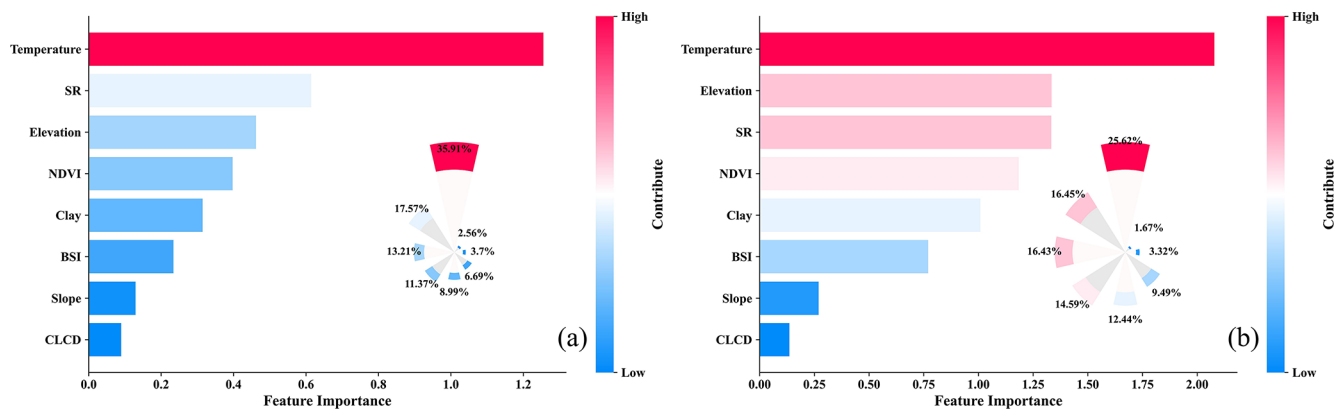 Temperature
SR
Elevation
NDVI
Clay
BSI
Slope
CLCD
0.0 0.2 0.4 0.6 0.8 1.0 1.2
Feature Importance
35.91%
17.57%
13.21%
11.37%
8.99%
6.69%
3.7%
2.56%
(a)
High
Contribute
Low
Temperature
Elevation
SR
NDVI
Clay
BSI
Slope
CLCD
0.00 0.25 0.50 0.75 1.00 1.25 1.50 1.75 2.00
Feature Importance
25.62%
16.45%
16.43%
14.59%
12.44%
9.49%
3.32%
1.67%
(b)
High
Contribute
Low